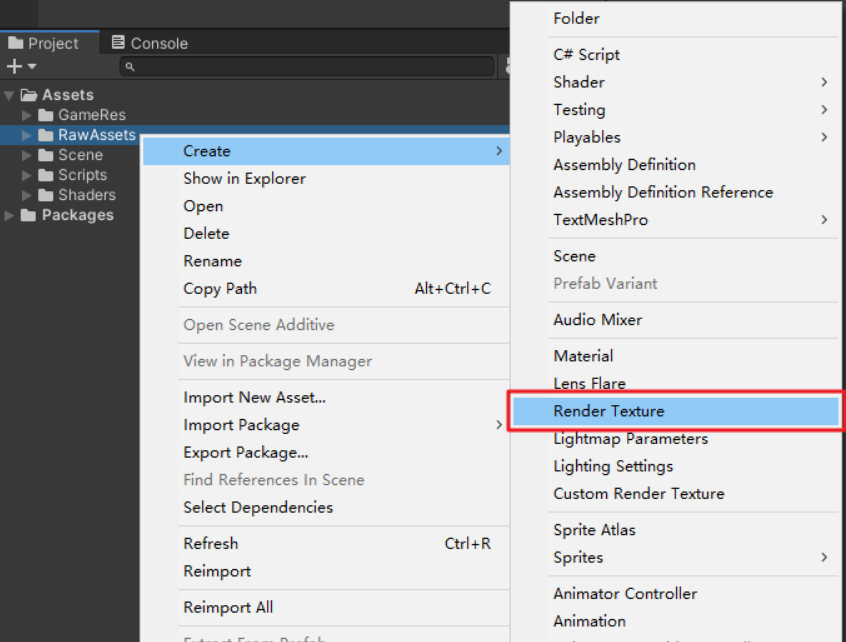 Project
Console
Assets
GameRes
RawAssets
Scene
Scripts
Shaders
Packages
Create
Show in Explorer
Open
Delete
Rename
Copy Path Alt+Ctrl+C
Open Scene Additive
View in Package Manager
Import New Asset...
Import Package
Export Package...
Find References In Scene
Select Dependencies
Refresh Ctrl+R
Reimport
Reimport All
Extract From Prefab
Folder
C# Script
Shader
Testing
Playables
Assembly Definition
Assembly Definition Reference
TextMeshPro
Scene
Prefab Variant
Audio Mixer
Material
Lens Flare
Render Texture
Lightmap Parameters
Lighting Settings
Custom Render Texture
Sprite Atlas
Sprites
Animator Controller
Animation